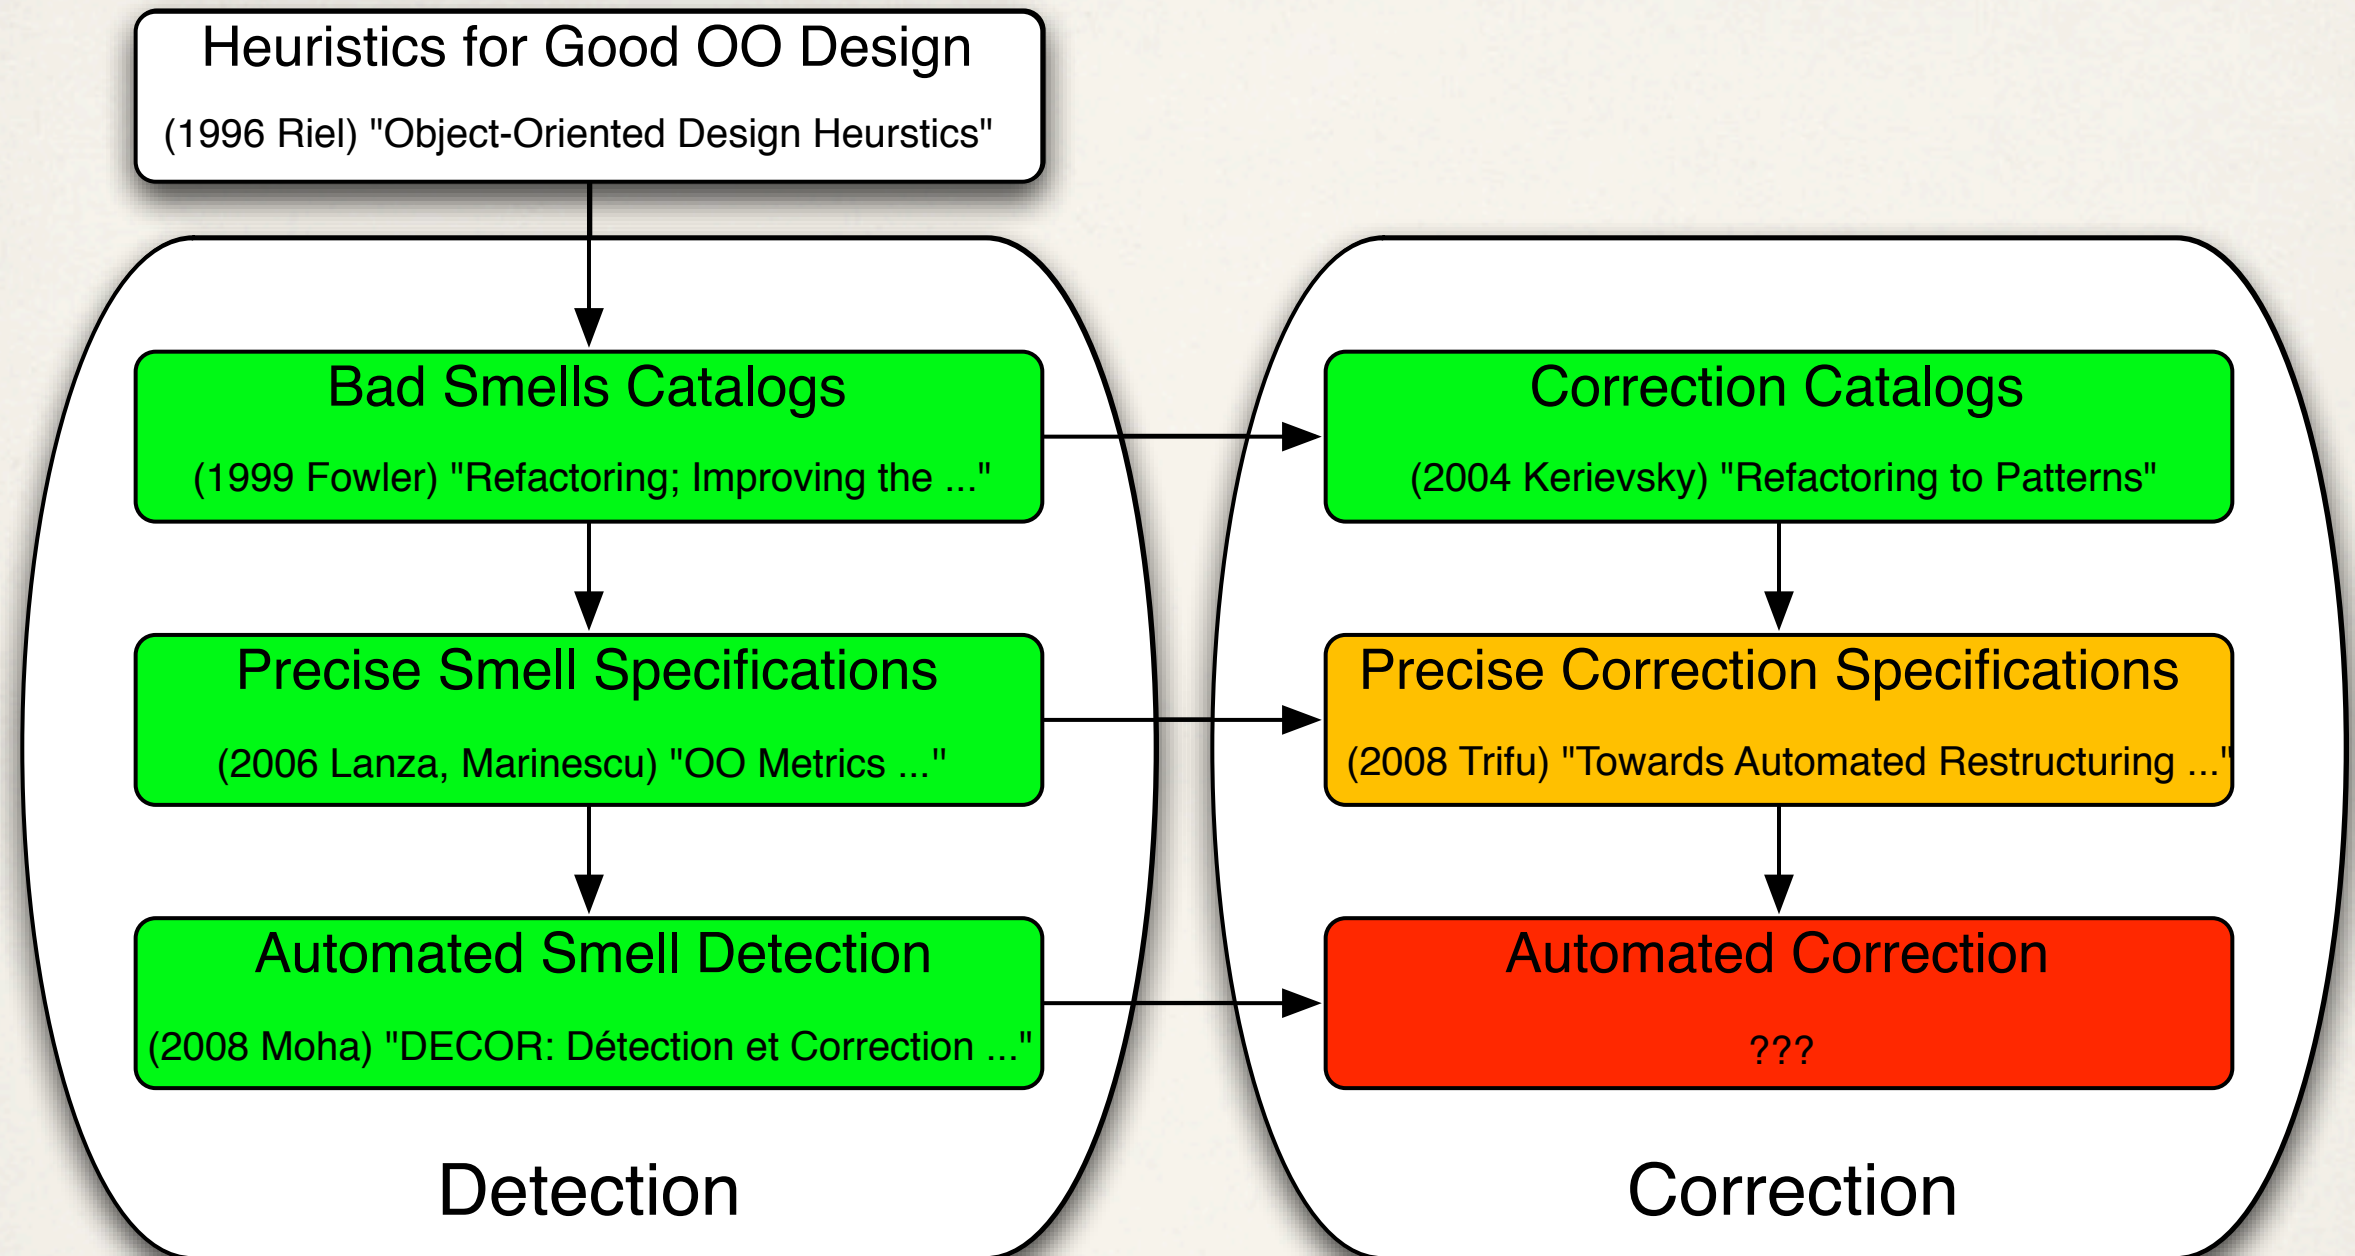 Heuristics for Good OO Design
(1996 Riel) "Object-Oriented Design Heurstics"
Bad Smells Catalogs
(1999 Fowler) "Refactoring; Improving the ..."
Correction Catalogs
(2004 Kerievsky) "Refactoring to Patterns"
Precise Smell Specifications
(2006 Lanza, Marinescu) "OO Metrics ..."
Precise Correction Specifications
(2008 Trifu) "Towards Automated Restructuring ..."
Automated Smell Detection
(2008 Moha) "DECOR: Détection et Correction ..."
Automated Correction
???
Detection
Correction